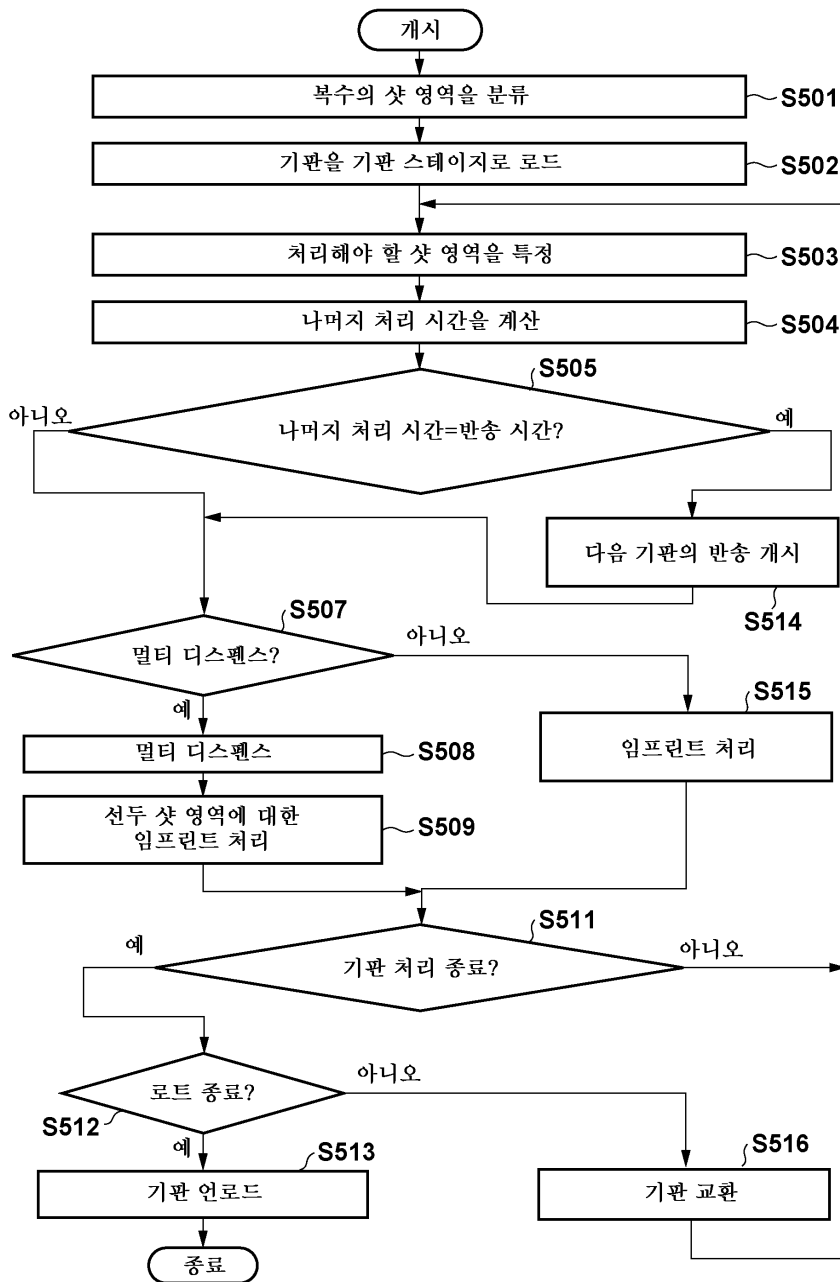 개시
복수의 샷 영역을 분류
S501
기판을 기판 스테이지로 로드
S502
처리해야 할 샷 영역을 특정
S503
나머지 처리 시간을 계산
S504
S505
아니오
나머지 처리 시간=반송 시간?
예
다음 기판의 반송 개시
S514
S507
멀티 디스펜스?
아니오
예
S515
임프린트 처리
멀티 디스펜스
S508
선두 샷 영역에 대한
임프린트 처리
S509
S511
예
기판 처리 종료?
아니오
로트 종료?
아니오
S512
예
S513
S516
기판 언로드
기판 교환
종료